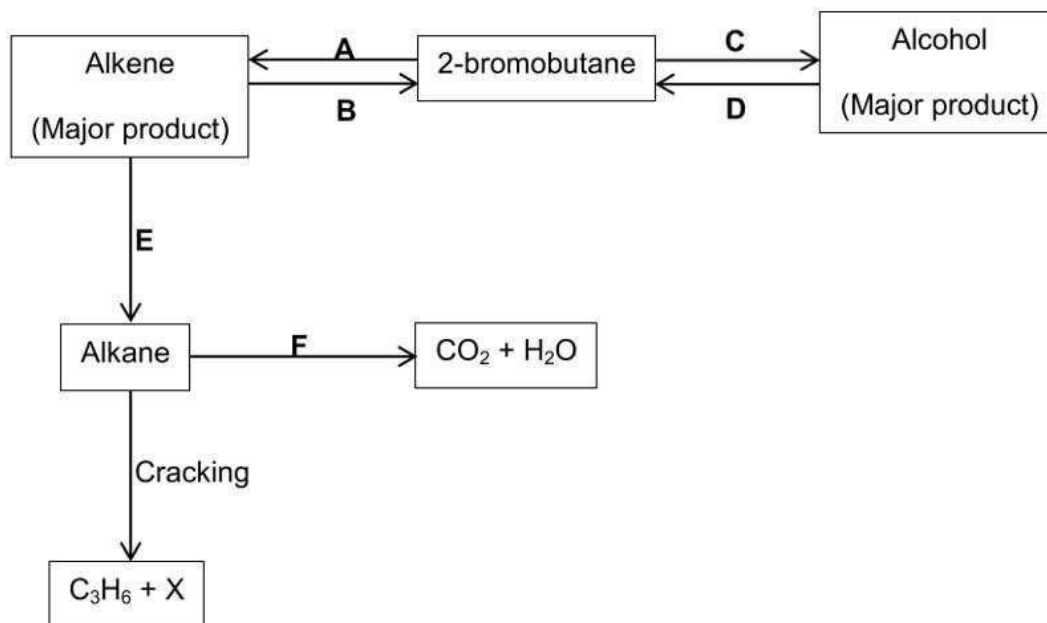 Alkene
(Major product)
A
B
2-bromobutane
C
D
Alcohol
(Major product)
E
Alkane
F
CO₂ + H₂O
Cracking
C₃H₆ + X